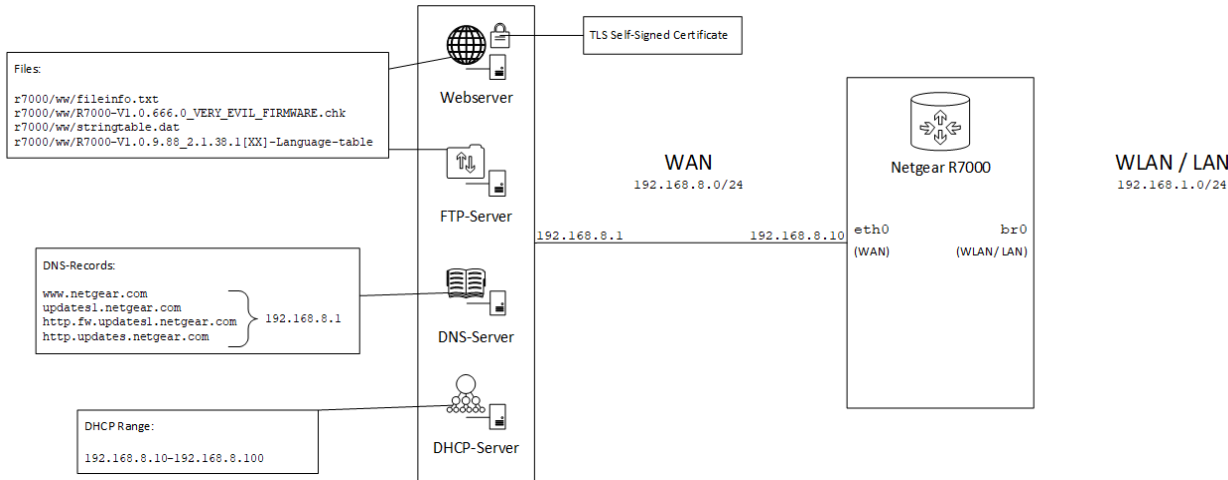 TLS Self-Signed Certificate
Files:
r7000/ww/fileinfo.txt
r7000/ww/R7000-V1.0.666.0_VERY_EVIL_FIRMWARE.chk
r7000/ww/stringtable.dat
r7000/ww/R7000-V1.0.9.88_2.1.38.1[XX]-Language-table
Webserver
FTP-Server
DNS-Records:
www.netgear.com
updates1.netgear.com
http.fw.updates1.netgear.com
http.updates.netgear.com
192.168.8.1
DNS-Server
DHCP Range:
192.168.8.10-192.168.8.100
DHCP-Server
WAN
192.168.8.0/24
192.168.8.1
192.168.8.10
Netgear R7000
eth0
(WAN)
br0
(WLAN/ LAN)
WLAN / LAN
192.168.1.0/24